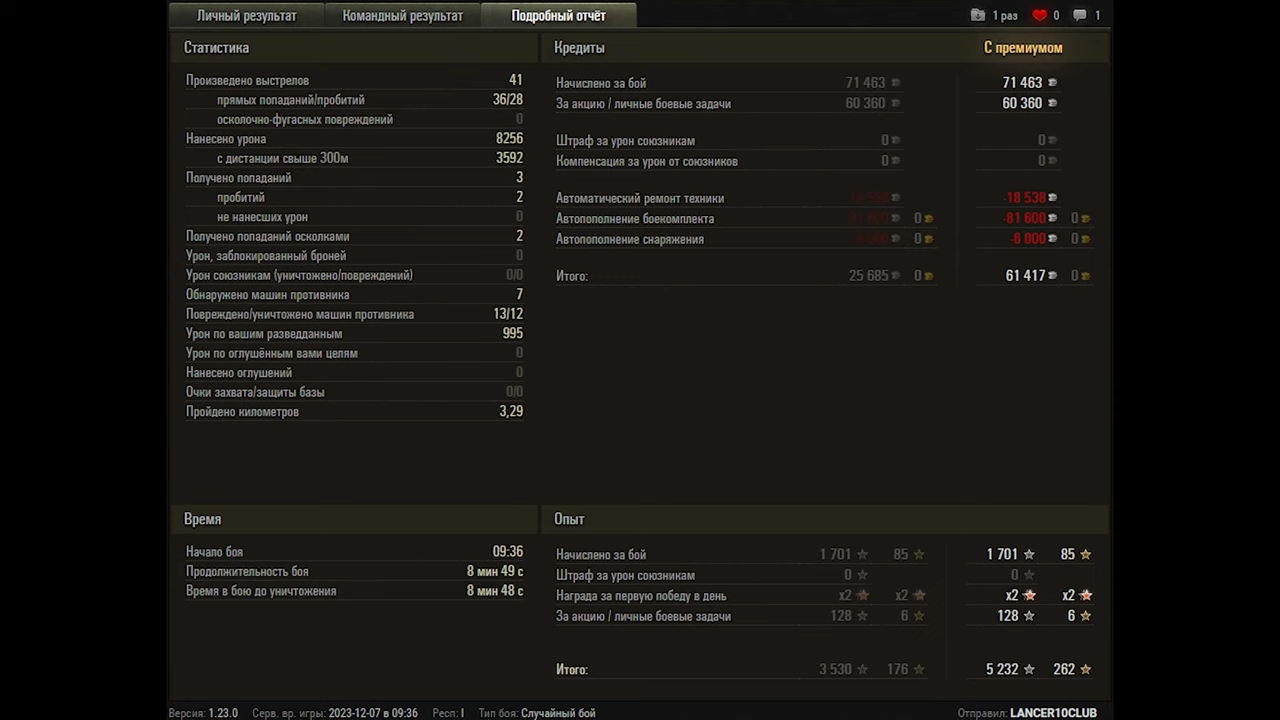 Личный результат Командный результат Подробный отчёт 1 раз 0 1
Статистика
Произведено выстрелов 41
прямых попаданий/пробитий 36/28
осколочно-фугасных повреждений 0
Нанесено урона 8256
с дистанции свыше 300м 3592
Получено попаданий 3
пробитий 2
не нанесших урон 0
Получено попаданий осколками 2
Урон, заблокированный броней 0
Урон союзникам (уничтожено/повреждений) 0/0
Обнаружено машин противника 7
Повреждено/уничтожено машин противника 13/12
Урон по вашим разведданным 995
Урон по оглушённым вами целям 0
Нанесено оглушений 0
Очки захвата/защиты базы 0/0
Пройдено километров 3,29
Кредиты С премиумом
Начислено за бой 71 463 71 463
За акцию / личные боевые задачи 60 360 60 360
Штраф за урон союзникам 0 0
Компенсация за урон от союзников 0 0
Автоматический ремонт техники -18 538 -18 538
Автопополнение боекомплекта -81 600 0 -81 600 0
Автопополнение снаряжения -6 000 0 -6 000 0
Итого: 25 685 0 61 417 0
Время
Начало боя 09:36
Продолжительность боя 8 мин 49 с
Время в бою до уничтожения 8 мин 48 с
Опыт
Начислено за бой 1 701 85 1 701 85
Штраф за урон союзникам 0 0
Награда за первую победу в день x2 x2 x2 x2
За акцию / личные боевые задачи 128 6 128 6
Итого: 3 530 176 5 232 262
Версия: 1.23.0 Серв. вр. игры: 2023-12-07 в 09:36 Респ: I Тип боя: Случайный бой Отправил: LANCER10CLUB